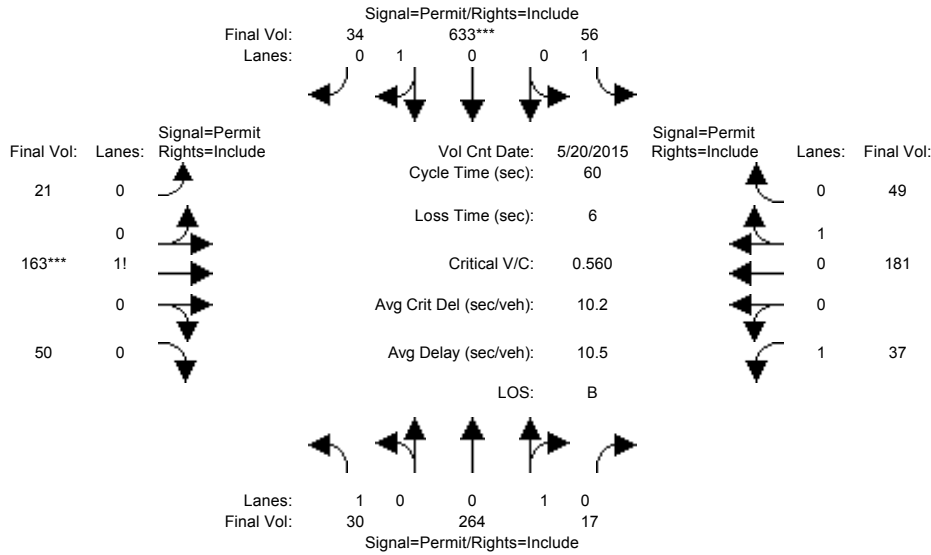 Signal=Permit/Rights=Include
Final Vol: 34 633*** 56
Lanes: 0 1 0 0 1
Signal=Permit Signal=Permit
Final Vol: Lanes: Rights=Include Vol Cnt Date: 5/20/2015 Rights=Include Lanes: Final Vol:
Cycle Time (sec): 60
21 0 0 49
Loss Time (sec): 6
0 1
163*** 1! Critical V/C: 0.560 0 181
0 Avg Crit Del (sec/veh): 10.2 0
50 0 Avg Delay (sec/veh): 10.5 1 37
LOS: B
Lanes: 1 0 0 1 0
Final Vol: 30 264 17
Signal=Permit/Rights=Include